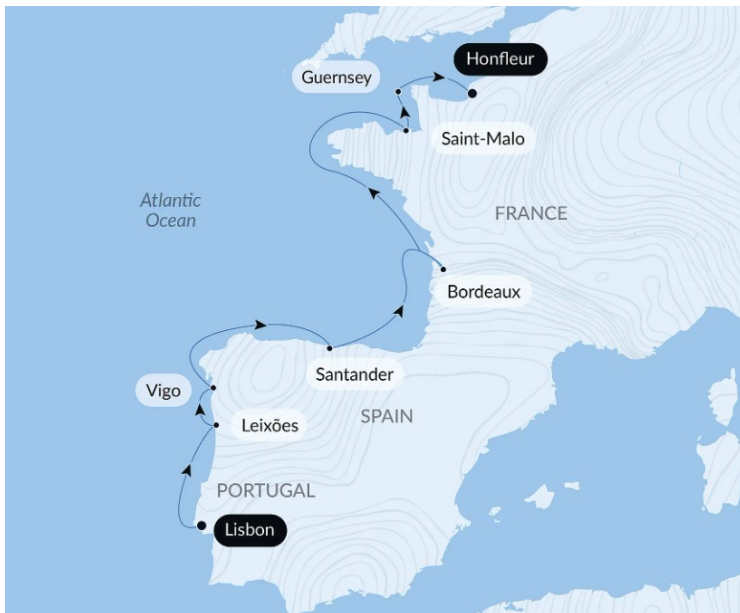 Honfleur
Guernsey
Saint-Malo
Atlantic
Ocean
FRANCE
Bordeaux
Santander
Vigo
SPAIN
Leixões
PORTUGAL
Lisbon